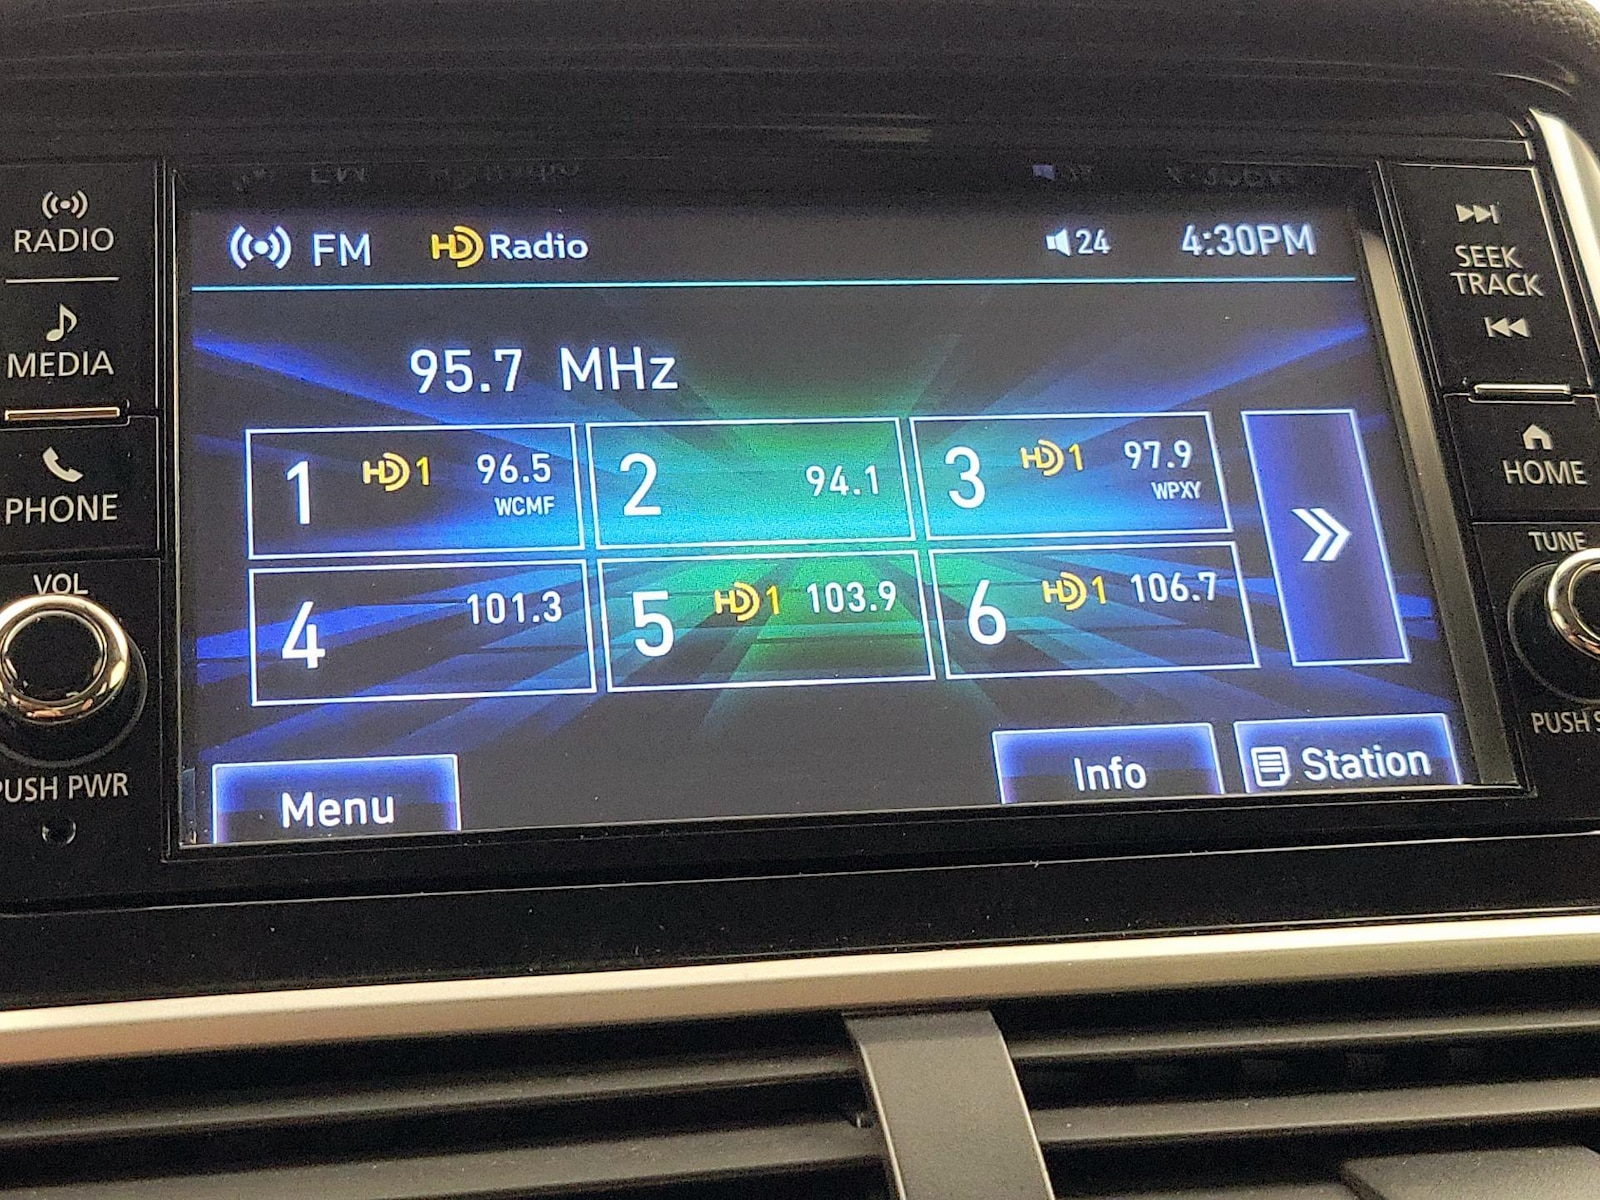 RADIO
MEDIA
PHONE
VOL
PUSH PWR
FM HD Radio 24 4:30PM
95.7 MHz
1 HD1 96.5
WCMF
2 94.1
3 HD1 97.9
WPXY
4 101.3
5 HD1 103.9
6 HD1 106.7
Menu
Info
Station
SEEK
TRACK
HOME
TUNE
PUSH S